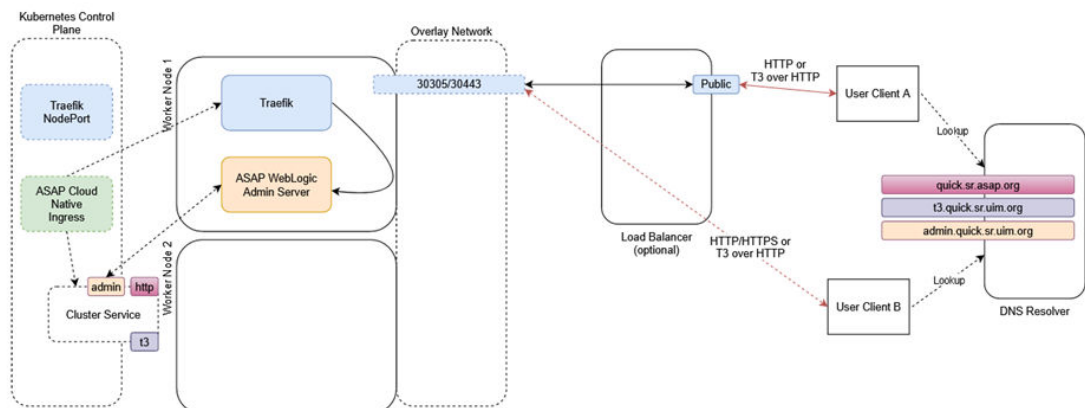 Kubernetes Control
Plane
Traefik
NodePort
ASAP Cloud
Native
Ingress
admin
http
Cluster Service
t3
Worker Node 1
Traefik
ASAP WebLogic
Admin Server
Worker Node 2
Overlay Network
30305/30443
Load Balancer
(optional)
Public
HTTP or
T3 over HTTP
HTTP/HTTPS or
T3 over HTTP
User Client A
User Client B
Lookup
Lookup
quick.sr.asap.org
t3.quick.sr.uim.org
admin.quick.sr.uim.org
DNS Resolver